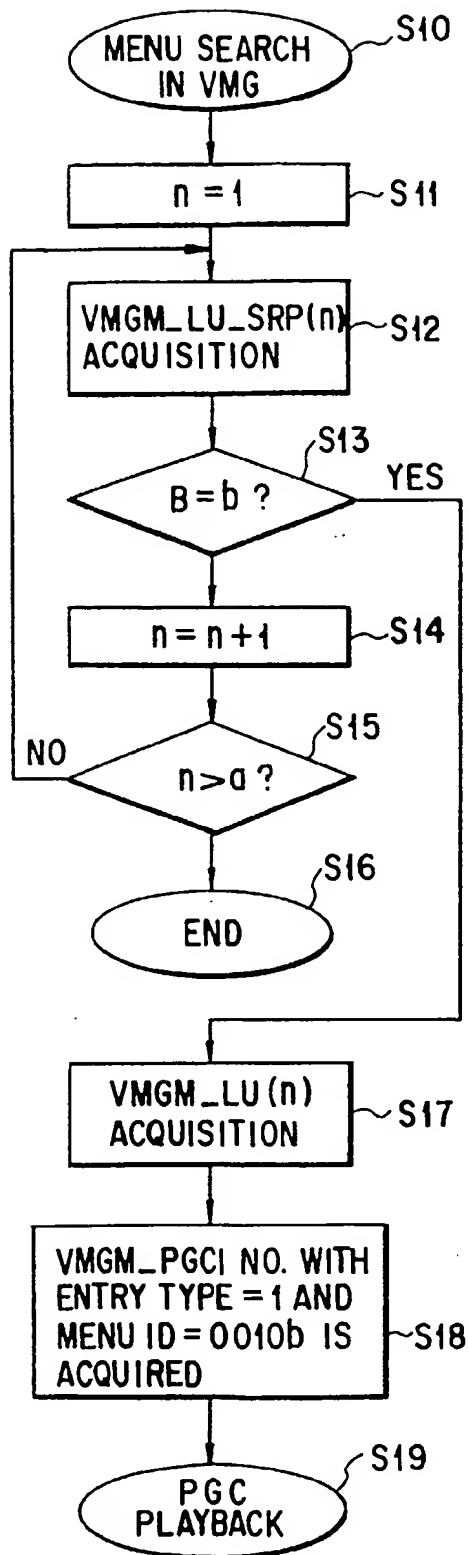 MENU SEARCH
IN VMG
S10
n = 1
S11
VMGM_LU_SRP(n)
ACQUISITION
S12
S13
B = b ?
YES
n = n+1
S14
S15
NO
n>a ?
S16
END
VMGM_LU(n)
ACQUISITION
S17
VMGM_PGCI NO. WITH
ENTRY TYPE = 1 AND
MENU ID = 0010b IS
ACQUIRED
S18
S19
PGC
PLAYBACK